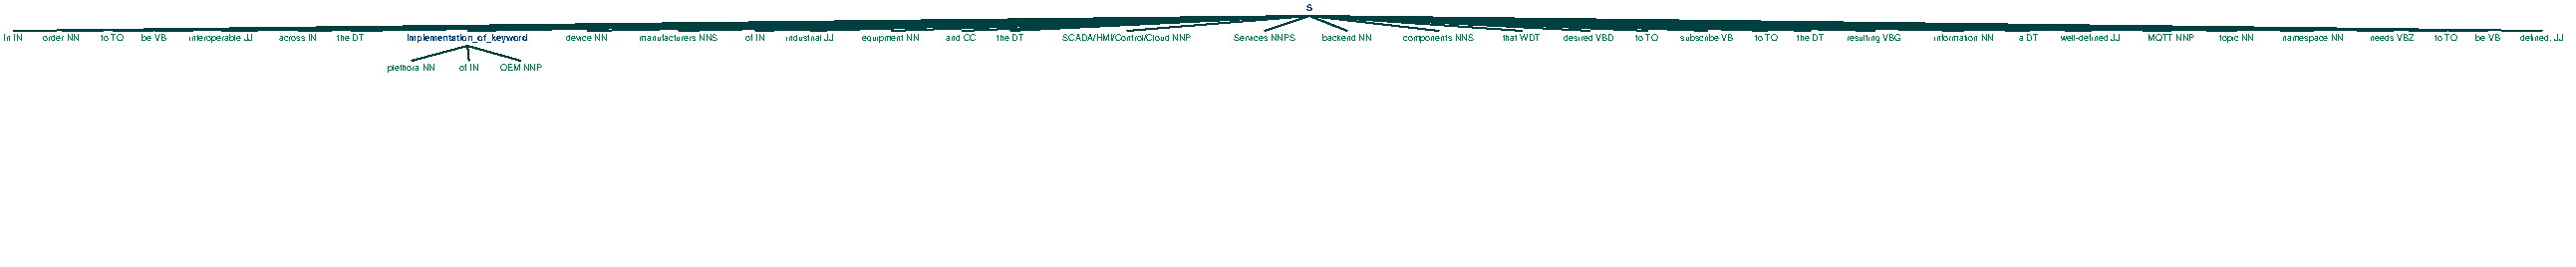 S
In IN order NN to TO be VB interoperable JJ across IN the DT Implementation_of_keyword device NN manufacturers NNS of IN industrial JJ equipment NN and CC the DT SCADA/HMI/Control/Cloud NNP Services NNPS backend NN components NNS that WDT desired VBD to TO subscribe VB to TO the DT resulting VBG information NN a DT well-defined JJ MQTT NNP topic NN namespace NN needs VBZ to TO be VB defined. JJ
plethora NN of IN OEM NNP